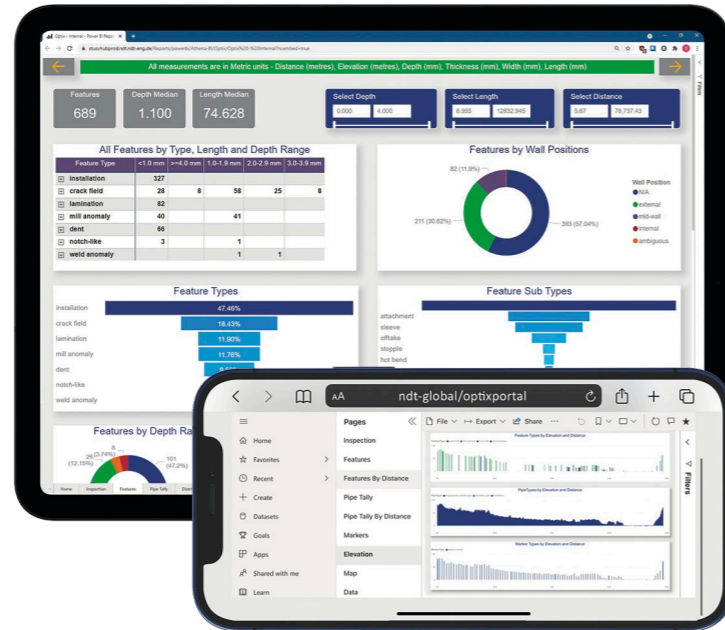 Optix - Internal - Power BI Repor
All measurements are in Metric units - Distance (metres), Elevation (metres), Depth (mm), Thickness (mm), Width (mm), Length (mm)
Filters
Features
689
Depth Median
1.100
Length Median
74.628
Select Depth
0.000 4.000
Select Length
Select Distance
5.67 78,737.43
All Features by Type, Length and Depth Range
Feature Type <1.0 mm >=4.0 mm 1.0-1.9 mm 2.0-2.9 mm 3.0-3.9 mm
installation 327
crack field 28 8 58 25 8
lamination 82
mill anomaly 40 41
dent 66
notch-like 3 1
weld anomaly 1 1
Features by Wall Positions
82 (11.9%)
211 (30.62%)
393 (57.04%)
Wall Position
N/A
external
mid-wall
internal
ambiguous
Feature Types
installation 47.46%
crack field 18.43%
lamination 11.90%
mill anomaly 11.76%
dent
notch-like
weld anomaly
Feature Sub Types
attachment
sleeve
offtake
stopple
hot bend
Features by Depth Ra
8
(3.74%)
26
(12.15%)
101
(47.2%)
Home Inspection Features Pipe Tally
AA ndt-global/optixportal
Home
Favorites
Recent
Create
Datasets
Goals
Apps
Shared with me
Learn
Pages
Inspection
Features
Features By Distance
Pipe Tally
Pipe Tally By Distance
Markers
Elevation
Map
Data
File Export Share ...
Feature Types by Elevation and Distance
PipeTypes by Elevation and Distance
Marker Types by Elevation and Distance
Filters